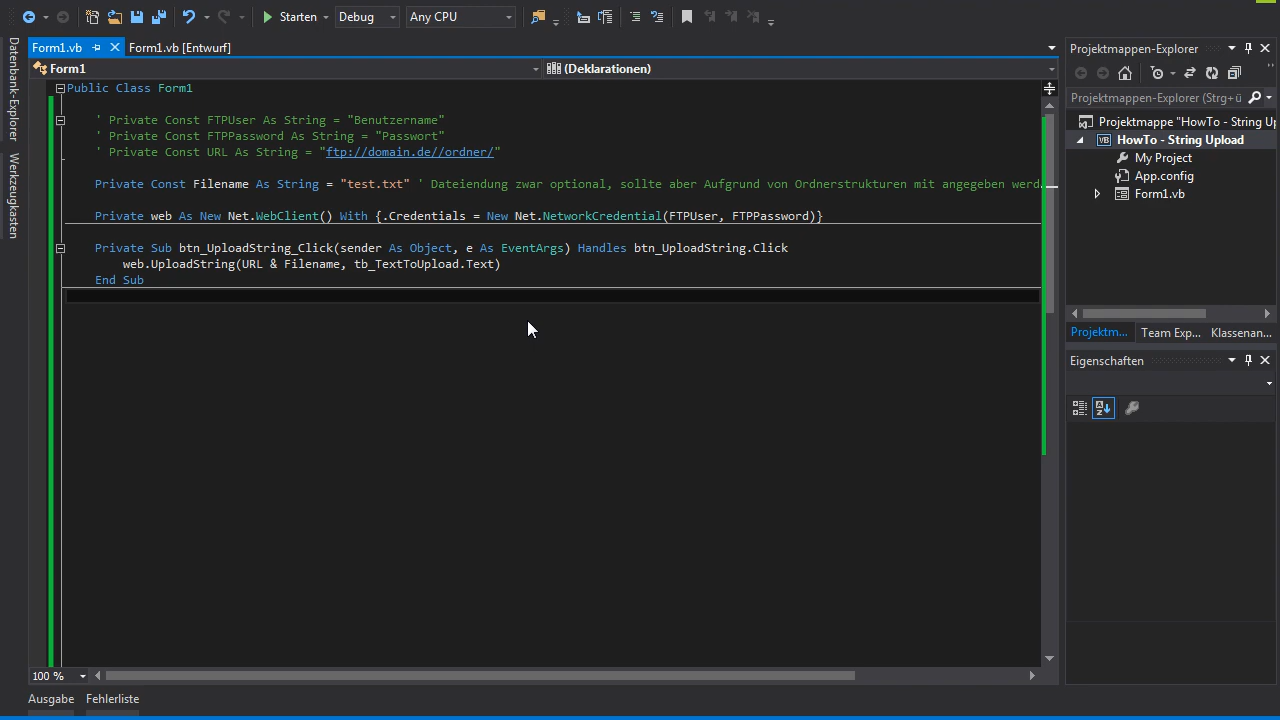 Starten Debug Any CPU
Form1.vb Form1.vb [Entwurf]
Form1 (Deklarationen)
Datenbank-Explorer
Werkzeugkasten
Public Class Form1
' Private Const FTPUser As String = "Benutzername"
' Private Const FTPPassword As String = "Passwort"
' Private Const URL As String = "ftp://domain.de//ordner/"
Private Const Filename As String = "test.txt" ' Dateiendung zwar optional, sollte aber Aufgrund von Ordnerstrukturen mit angegeben werd
Private web As New Net.WebClient() With {.Credentials = New Net.NetworkCredential(FTPUser, FTPPassword)}
Private Sub btn_UploadString_Click(sender As Object, e As EventArgs) Handles btn_UploadString.Click
web.UploadString(URL & Filename, tb_TextToUpload.Text)
End Sub
100 %
Ausgabe Fehlerliste
Projektmappen-Explorer
Projektmappen-Explorer (Strg+ü
Projektmappe "HowTo - String Up
VB HowTo - String Upload
My Project
App.config
Form1.vb
Projektm... Team Exp... Klassenan...
Eigenschaften